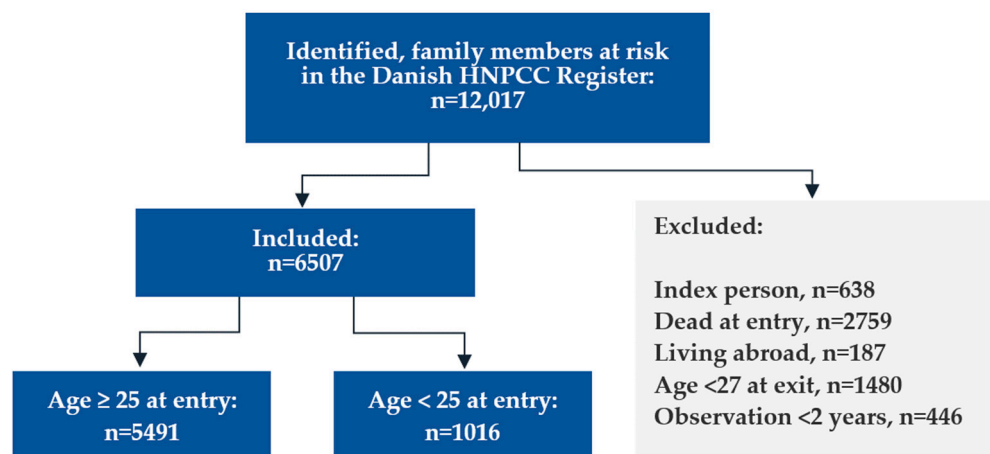 Identified, family members at risk
in the Danish HNPCC Register:
n=12,017
Included:
n=6507
Excluded:
Index person, n=638
Dead at entry, n=2759
Living abroad, n=187
Age <27 at exit, n=1480
Observation <2 years, n=446
Age ≥ 25 at entry:
n=5491
Age < 25 at entry:
n=1016